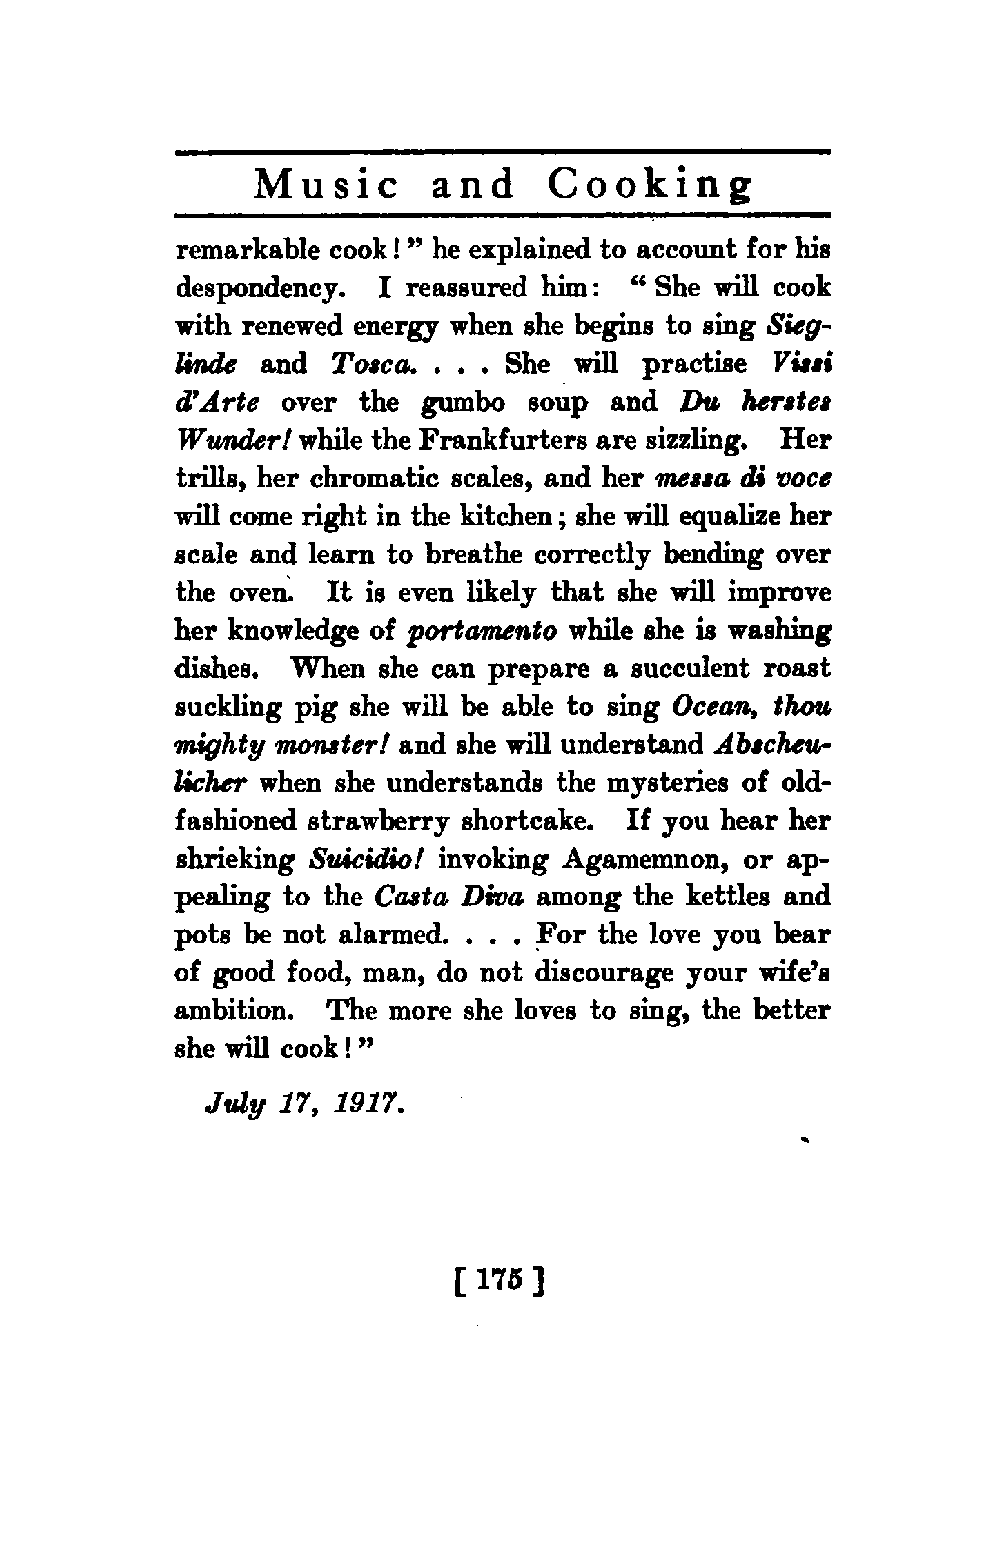 Music and Cooking
remarkable cook!" he explained to account for his
despondency. I reassured him: "She will cook
with renewed energy when she begins to sing Sieg-
linde and Tosca. . . . She will practise Vissi
d'Arte over the gumbo soup and Du herstes
Wunder! while the Frankfurters are sizzling. Her
trills, her chromatic scales, and her messa di voce
will come right in the kitchen; she will equalize her
scale and learn to breathe correctly bending over
the oven. It is even likely that she will improve
her knowledge of portamento while she is washing
dishes. When she can prepare a succulent roast
suckling pig she will be able to sing Ocean, thou
mighty monster! and she will understand Abscheu-
licher when she understands the mysteries of old-
fashioned strawberry shortcake. If you hear her
shrieking Suicidio! invoking Agamemnon, or ap-
pealing to the Casta Diva among the kettles and
pots be not alarmed. . . . For the love you bear
of good food, man, do not discourage your wife's
ambition. The more she loves to sing, the better
she will cook!"
July 17, 1917.
[175]